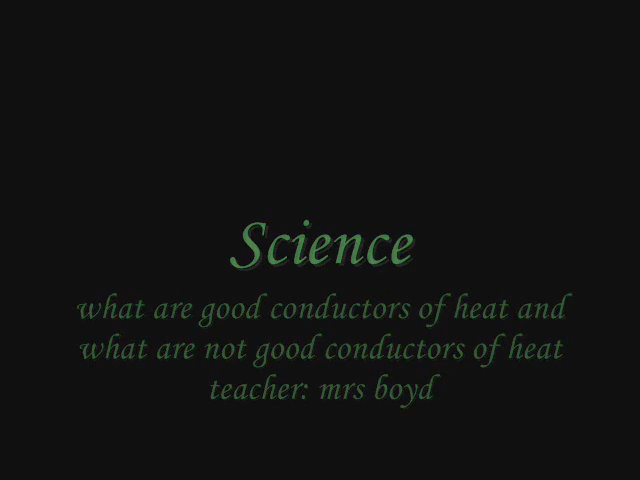 Science
what are good conductors of heat and
what are not good conductors of heat
teacher: mrs boyd